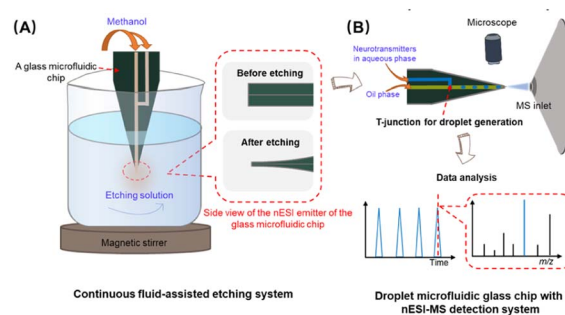 (A)
Methanol
A glass microfluidic
chip
Etching solution
Magnetic stirrer
Before etching
After etching
Side view of the nESI emitter of the
glass microfluidic chip
Continuous fluid-assisted etching system
(B)
Microscope
Neurotransmitters
in aqueous phase
Oil phase
MS inlet
T-junction for droplet generation
Data analysis
Time
m/z
Droplet microfluidic glass chip with
nESI-MS detection system